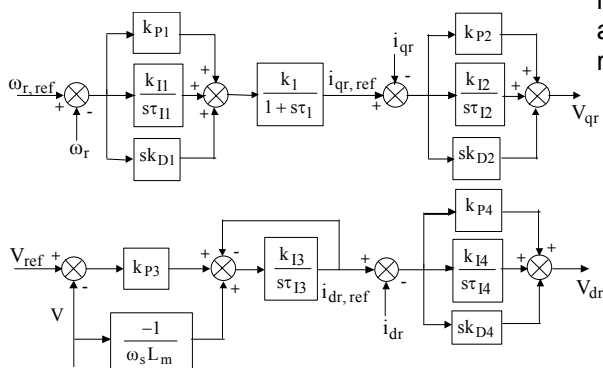 k_P1
k_I1
sτ_I1
sk_D1
ω_r, ref
+
-
ω_r
+
+
+
k_1
1 + sτ_1
i_qr, ref
i_qr
-
+
k_P2
k_I2
sτ_I2
sk_D2
+
+
+
V_qr
V_ref
+
-
V
k_P3
-1
ω_s L_m
+
-
+
k_I3
sτ_I3
i_dr, ref
+
-
i_dr
k_P4
k_I4
sτ_I4
sk_D4
+
+
+
V_dr